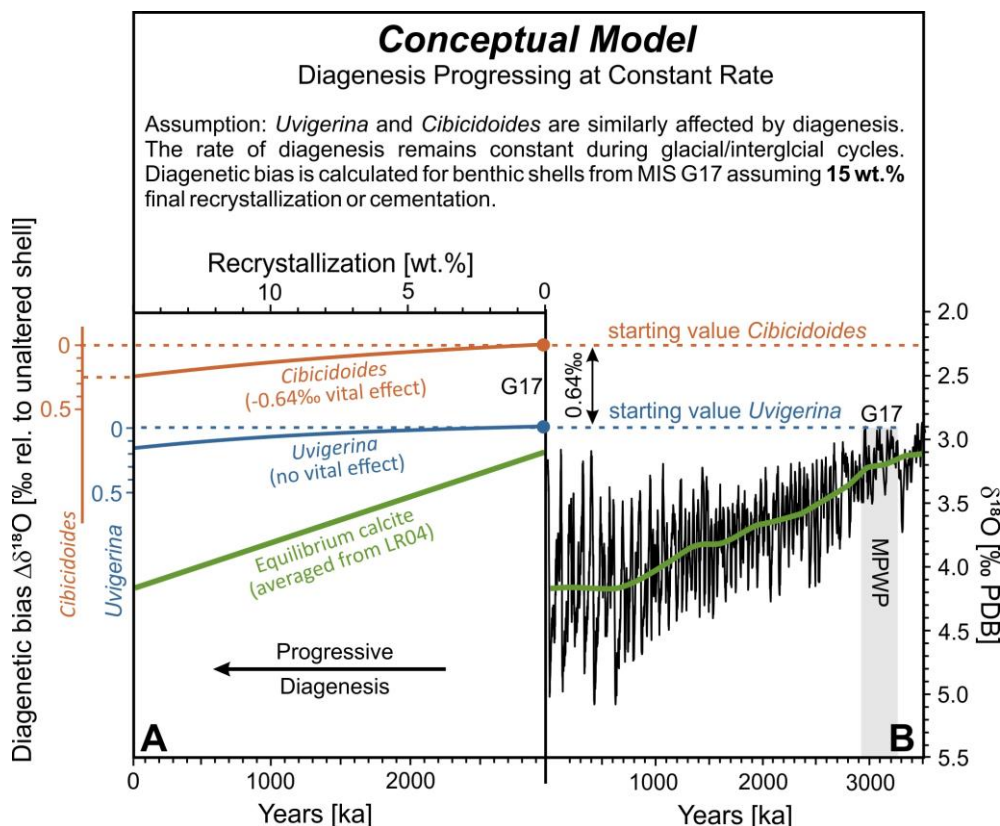 Conceptual Model
Diagenesis Progressing at Constant Rate
Assumption: Uvigerina and Cibicidoides are similarly affected by diagenesis.
The rate of diagenesis remains constant during glacial/interglcial cycles.
Diagenetic bias is calculated for benthic shells from MIS G17 assuming 15 wt.%
final recrystallization or cementation.
Recrystallization [wt.%]
10 5 0
Diagenetic bias Δδ¹⁸O [‰ rel. to unaltered shell]
Cibicidoides
0
0.5
Uvigerina
0
0.5
Cibicidoides
(-0.64‰ vital effect)
G17
Uvigerina
(no vital effect)
Equilibrium calcite
(averaged from LR04)
Progressive
Diagenesis
A
0 1000 2000
Years [ka]
starting value Cibicidoides
0.64‰
starting value Uvigerina
G17
MPWP
B
1000 2000 3000
Years [ka]
2.0
2.5
3.0
3.5
4.0
4.5
5.0
5.5
δ¹⁸O [‰ PDB]